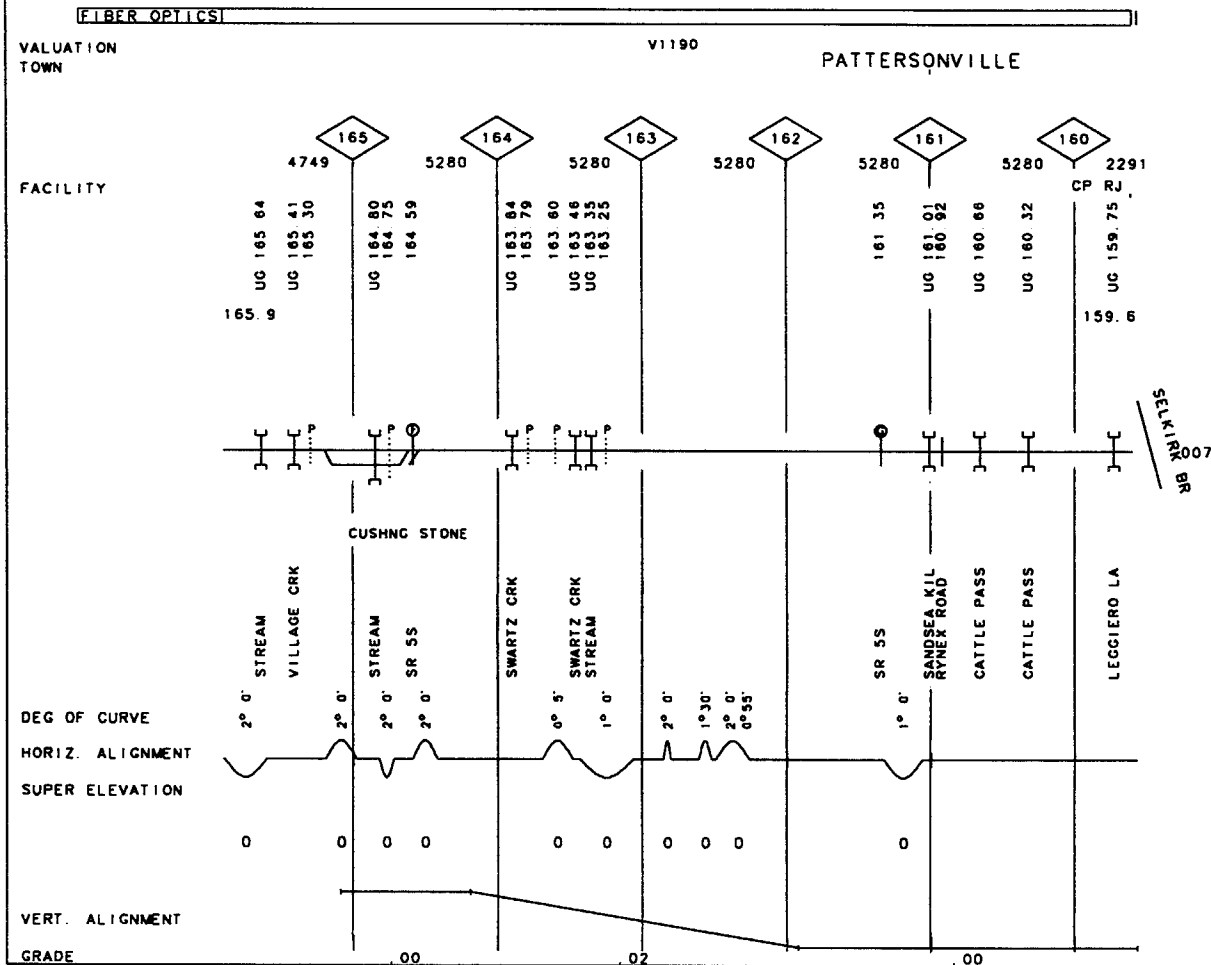 FIBER OPTICS
VALUATION V1190
TOWN PATTERSONVILLE
165 164 163 162 161 160
4749 5280 5280 5280 5280 5280 2291
FACILITY CP RJ
UG 165 64
UG 165.41
165 30
UG 164.80
164 75
164 59
UG 163.64
163.79
163.60
UG 163 46
UG 163 35
163 25
161 35
UG 161.01
160.92
UG 160.66
UG 160.32
UG 159.75
165.9 159.6
P P P P
G
SELKIRK BR
007
CUSHNG STONE
STREAM
VILLAGE CRK
STREAM
SR 5S
SWARTZ CRK
SWARTZ CRK
STREAM
SR 5S
SANDSEA KIL
RYNEX ROAD
CATTLE PASS
CATTLE PASS
LEGGIERO LA
DEG OF CURVE 2° 0' 2° 0' 2° 0' 2° 0' 0° 5' 1° 0' 2° 0' 1°30' 2° 0' 0°55' 1° 0'
HORIZ. ALIGNMENT
SUPER ELEVATION
0 0 0 0 0 0 0 0 0 0
VERT. ALIGNMENT
GRADE .00 .02 .00